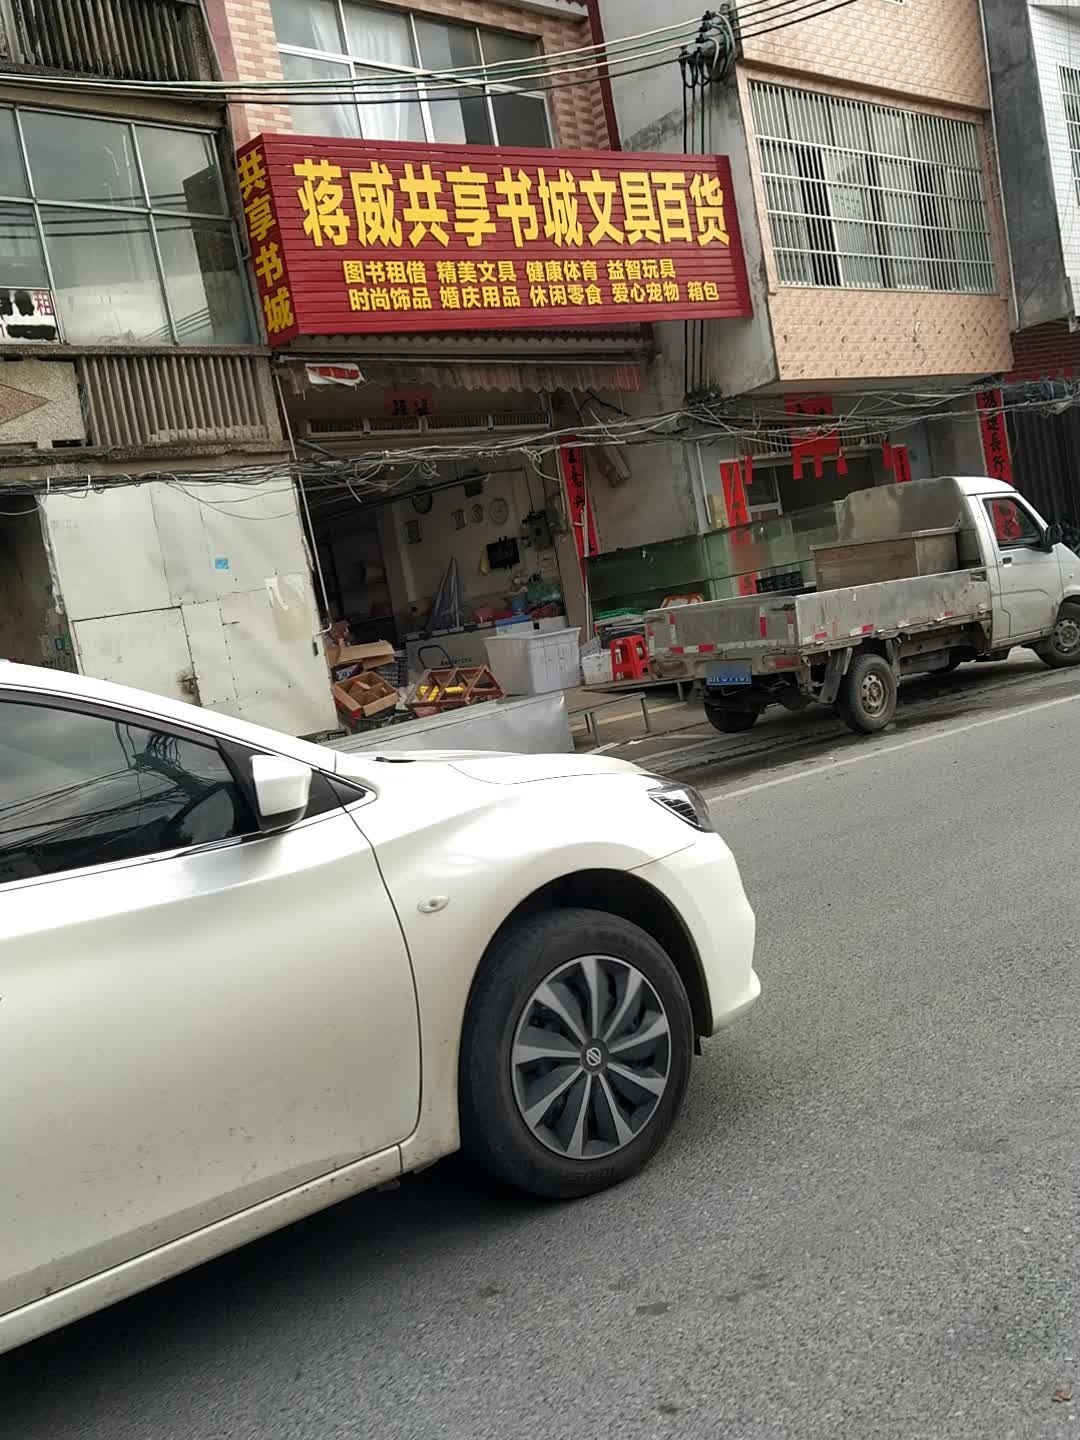 共享书城
蒋威共享书城文具百货
图书租借 精美文具 健康体育 益智玩具
时尚饰品 婚庆用品 休闲零食 爱心宠物 箱包
租